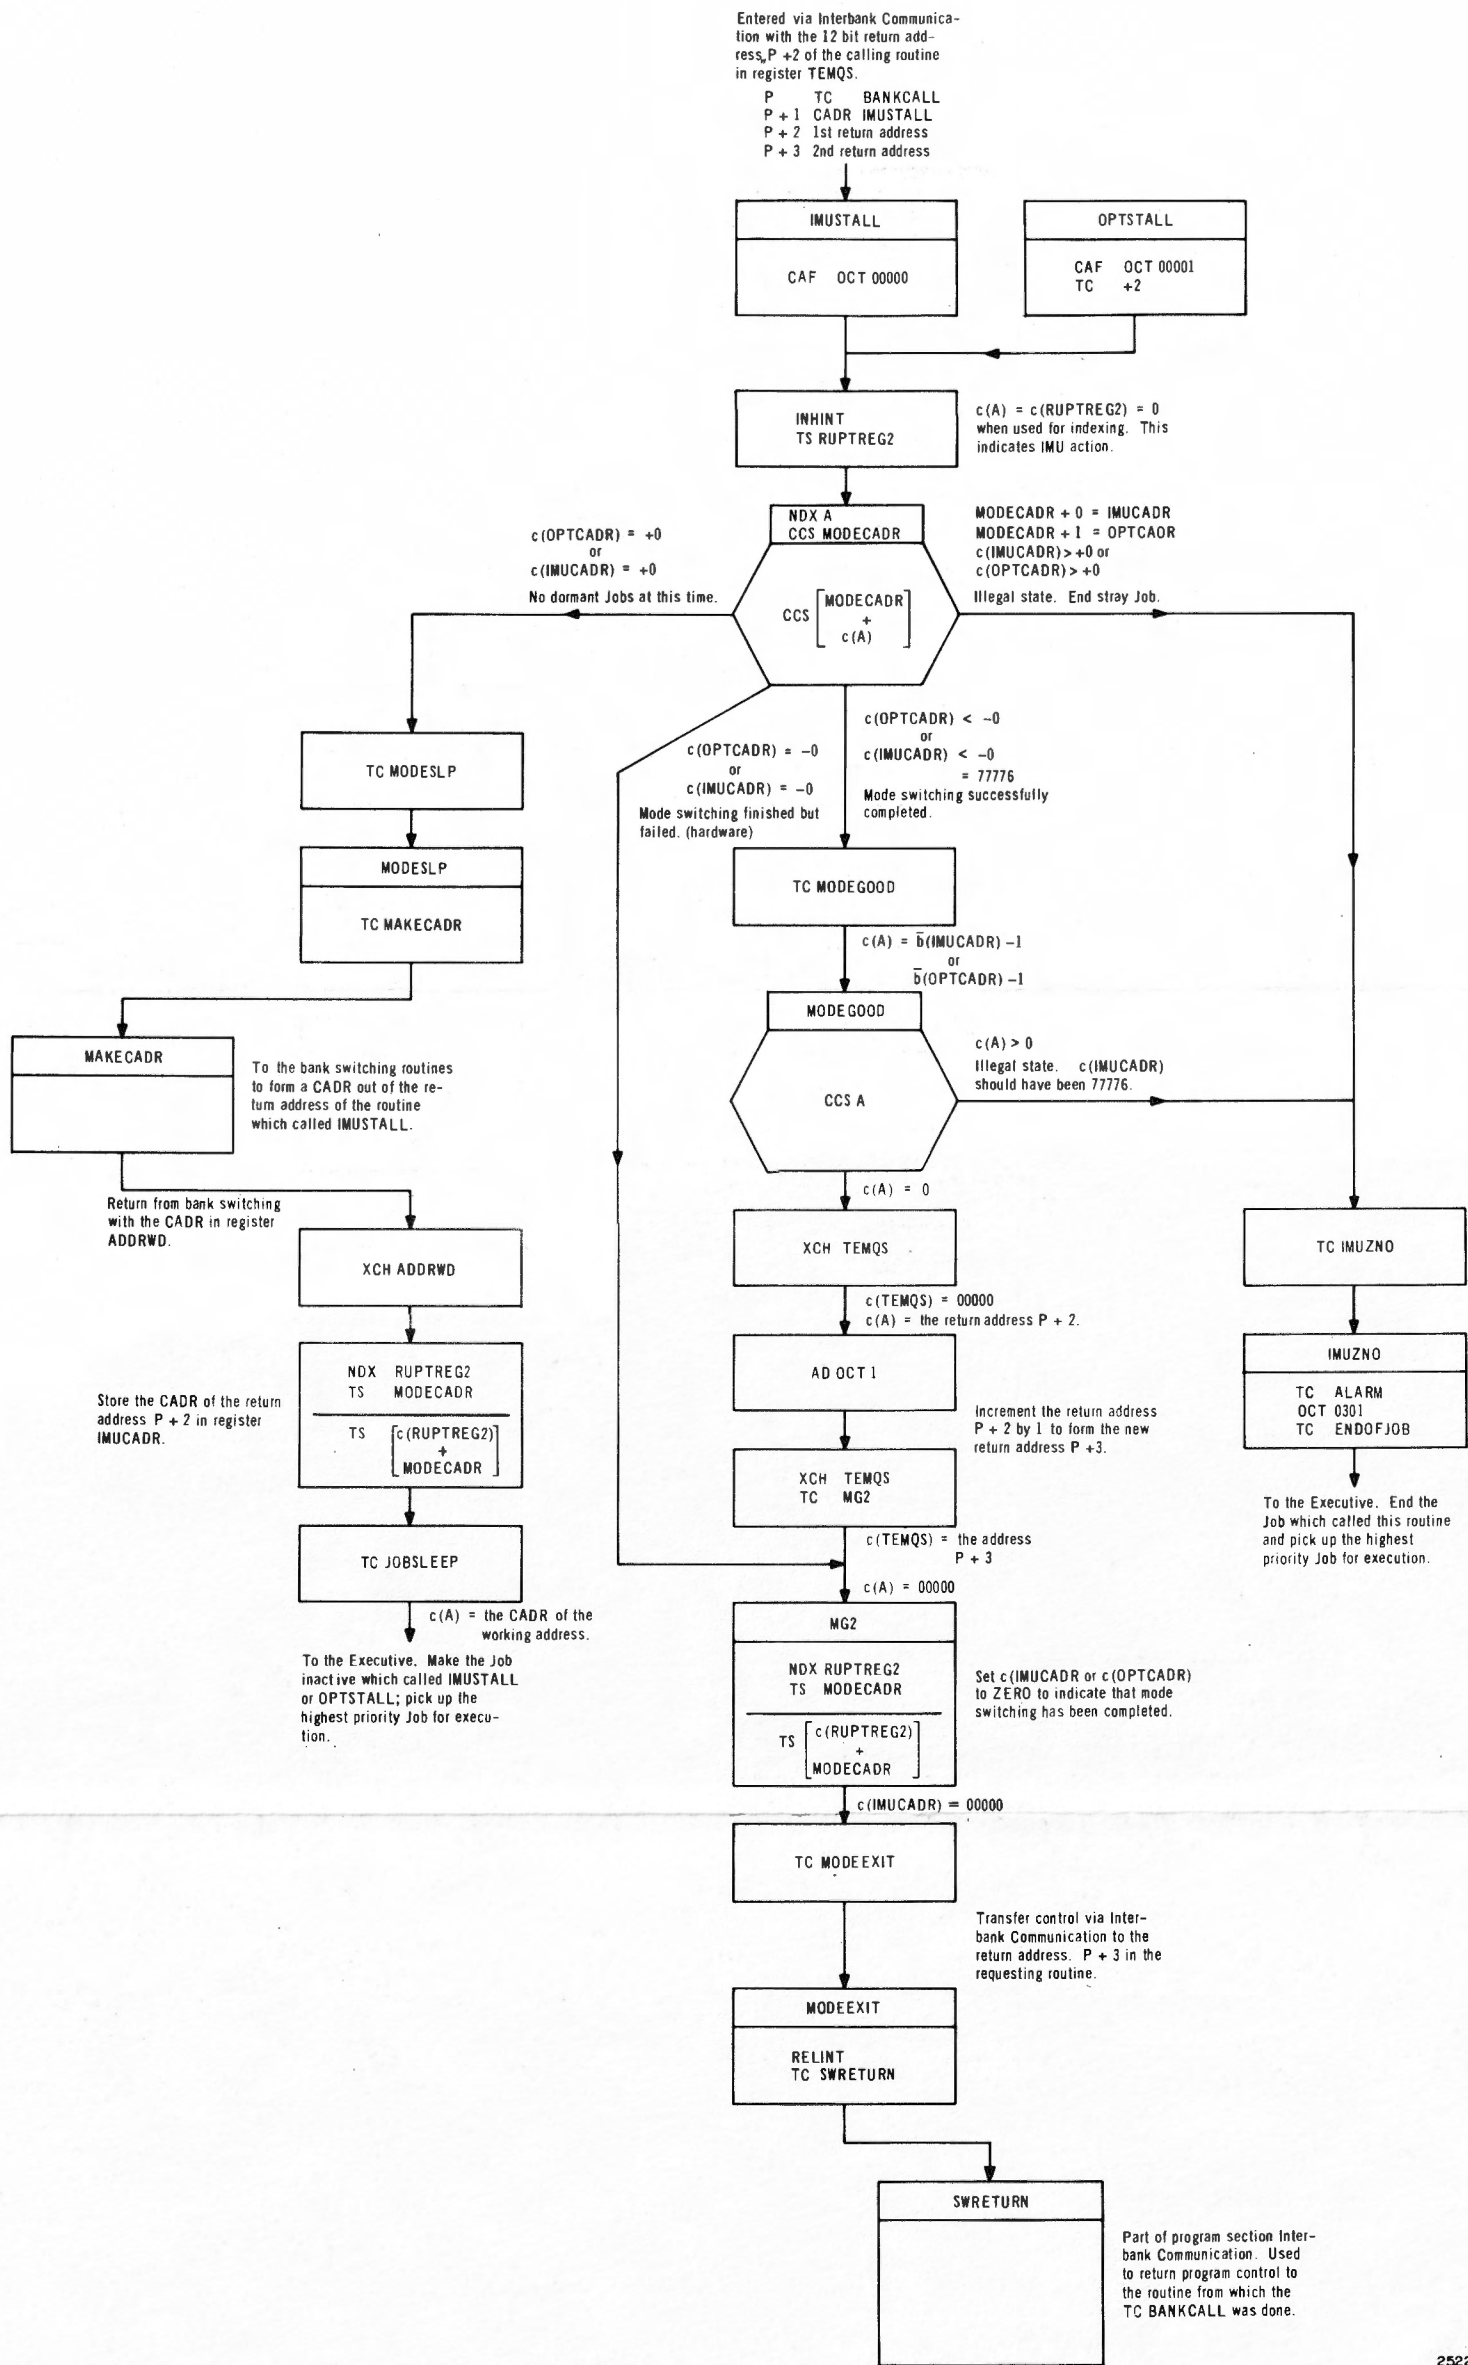 Entered via Interbank Communica-
tion with the 12 bit return add-
ress, P +2 of the calling routine
in register TEMQS.
P TC BANKCALL
P + 1 CADR IMUSTALL
P + 2 1st return address
P + 3 2nd return address
IMUSTALL
CAF OCT 00000
OPTSTALL
CAF OCT 00001
TC +2
INHINT
TS RUPTREG2
c(A) = c(RUPTREG2) = 0
when used for indexing. This
indicates IMU action.
NDX A
CCS MODECADR
CCS [MODECADR
+
c(A)]
c(OPTCADR) = +0
or
c(IMUCADR) = +0
No dormant Jobs at this time.
MODECADR + 0 = IMUCADR
MODECADR + 1 = OPTCAOR
c(IMUCADR)> +0 or
c(OPTCADR)> +0
Illegal state. End stray Job.
TC MODESLP
c(OPTCADR) = -0
or
c(IMUCADR) = -0
Mode switching finished but
failed. (hardware)
c(OPTCADR) < -0
or
c(IMUCADR) < -0
= 77776
Mode switching successfully
completed.
MODESLP
TC MAKECADR
TC MODEGOOD
c(A) = b̅(IMUCADR) -1
or
b̅(OPTCADR) -1
MODEGOOD
CCS A
c(A) > 0
Illegal state. c(IMUCADR)
should have been 77776.
MAKECADR
To the bank switching routines
to form a CADR out of the re-
turn address of the routine
which called IMUSTALL.
Return from bank switching
with the CADR in register
ADDRWD.
c(A) = 0
XCH ADDRWD
XCH TEMQS
TC IMUZNO
c(TEMQS) = 00000
c(A) = the return address P + 2.
Store the CADR of the return
address P + 2 in register
IMUCADR.
NDX RUPTREG2
TS MODECADR
TS [c(RUPTREG2)
+
MODECADR]
AD OCT 1
Increment the return address
P + 2 by 1 to form the new
return address P +3.
IMUZNO
TC ALARM
OCT 0301
TC ENDOFJOB
XCH TEMQS
TC MG2
c(TEMQS) = the address
P + 3
c(A) = 00000
To the Executive. End the
Job which called this routine
and pick up the highest
priority Job for execution.
TC JOBSLEEP
c(A) = the CADR of the
working address.
To the Executive. Make the Job
inactive which called IMUSTALL
or OPTSTALL; pick up the
highest priority Job for execu-
tion.
MG2
NDX RUPTREG2
TS MODECADR
TS [c(RUPTREG2)
+
MODECADR]
Set c(IMUCADR or c(OPTCADR)
to ZERO to indicate that mode
switching has been completed.
c(IMUCADR) = 00000
TC MODEEXIT
Transfer control via Inter-
bank Communication to the
return address. P + 3 in the
requesting routine.
MODEEXIT
RELINT
TC SWRETURN
SWRETURN
Part of program section Inter-
bank Communication. Used
to return program control to
the routine from which the
TC BANKCALL was done.
2522